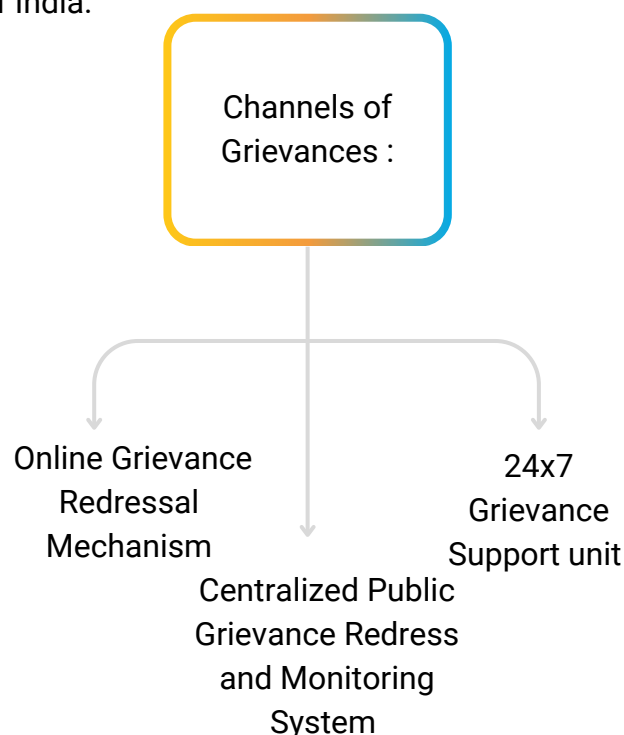 India.
Channels of
Grievances :
Online Grievance
Redressal
Mechanism
24x7
Grievance
Support unit
Centralized Public
Grievance Redress
and Monitoring
System